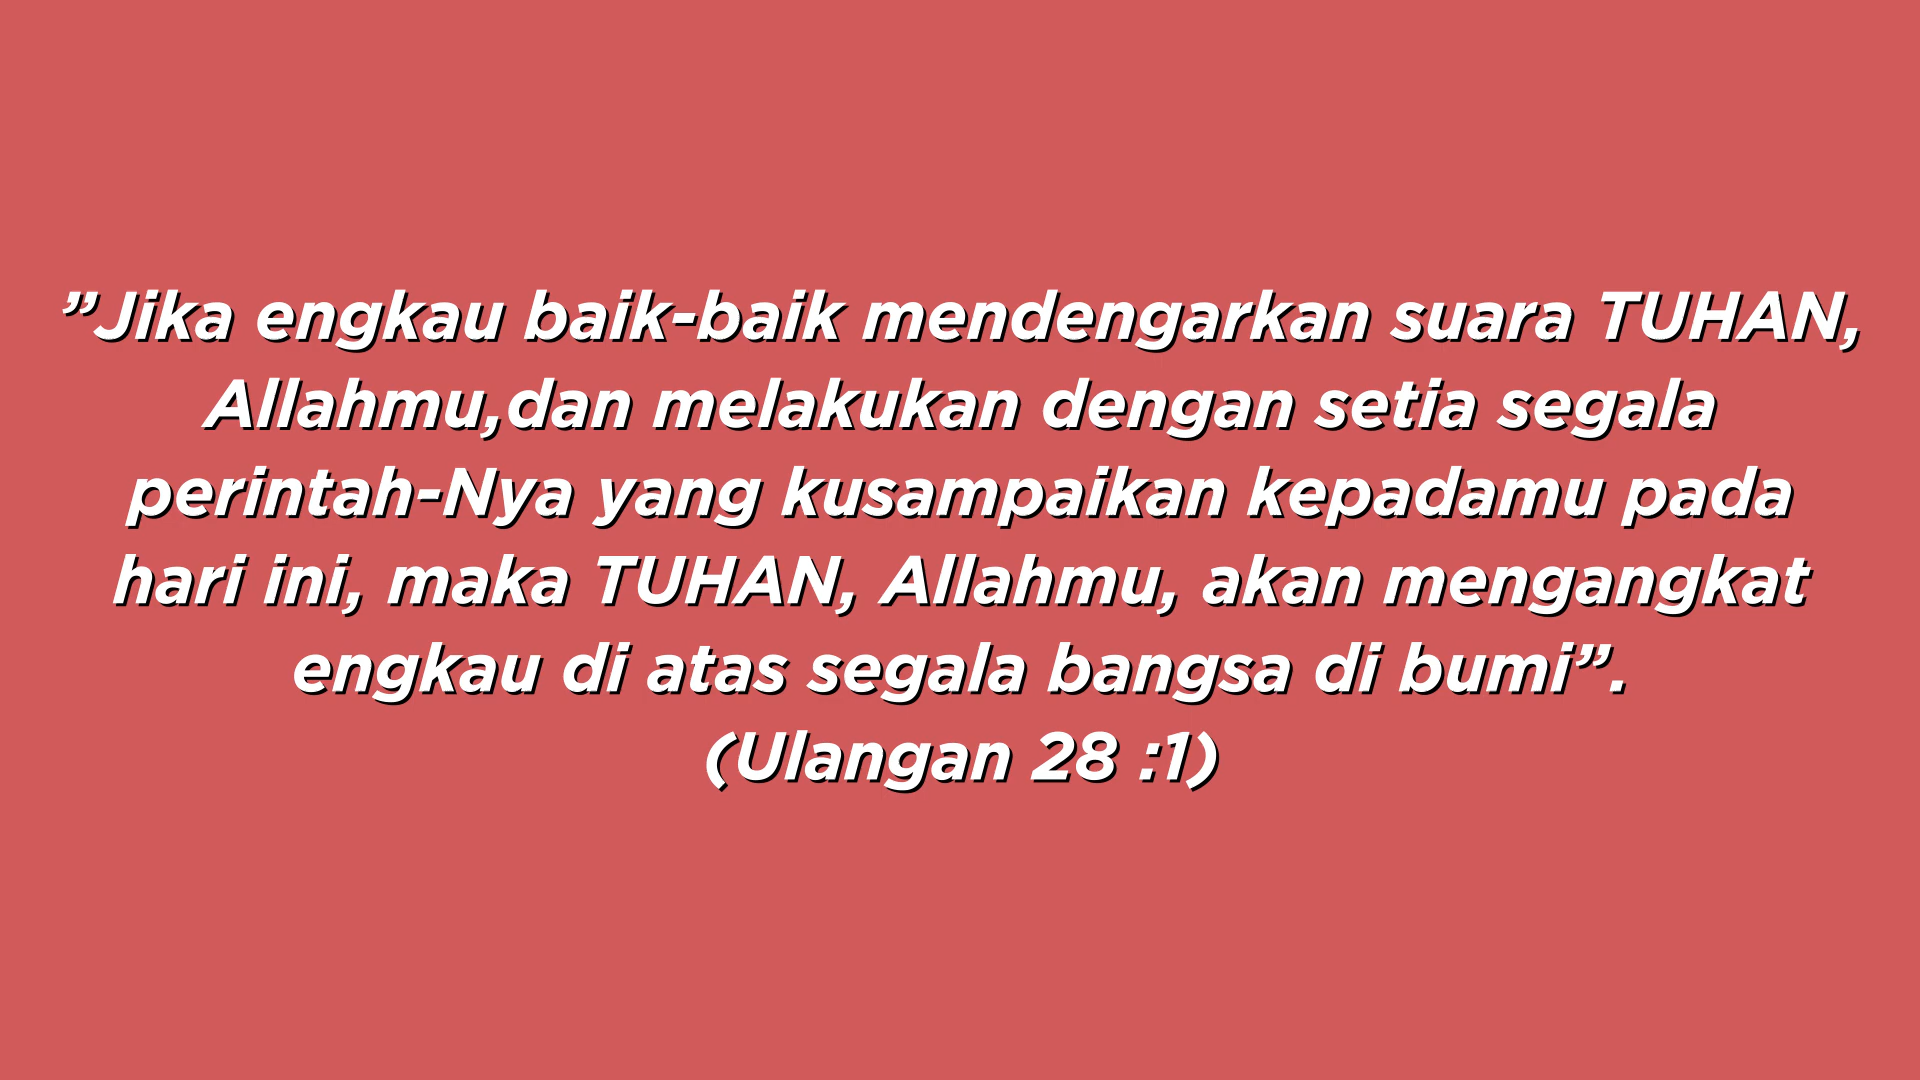 ”Jika engkau baik-baik mendengarkan suara TUHAN,
Allahmu,dan melakukan dengan setia segala
perintah-Nya yang kusampaikan kepadamu pada
hari ini, maka TUHAN, Allahmu, akan mengangkat
engkau di atas segala bangsa di bumi”.
(Ulangan 28 :1)